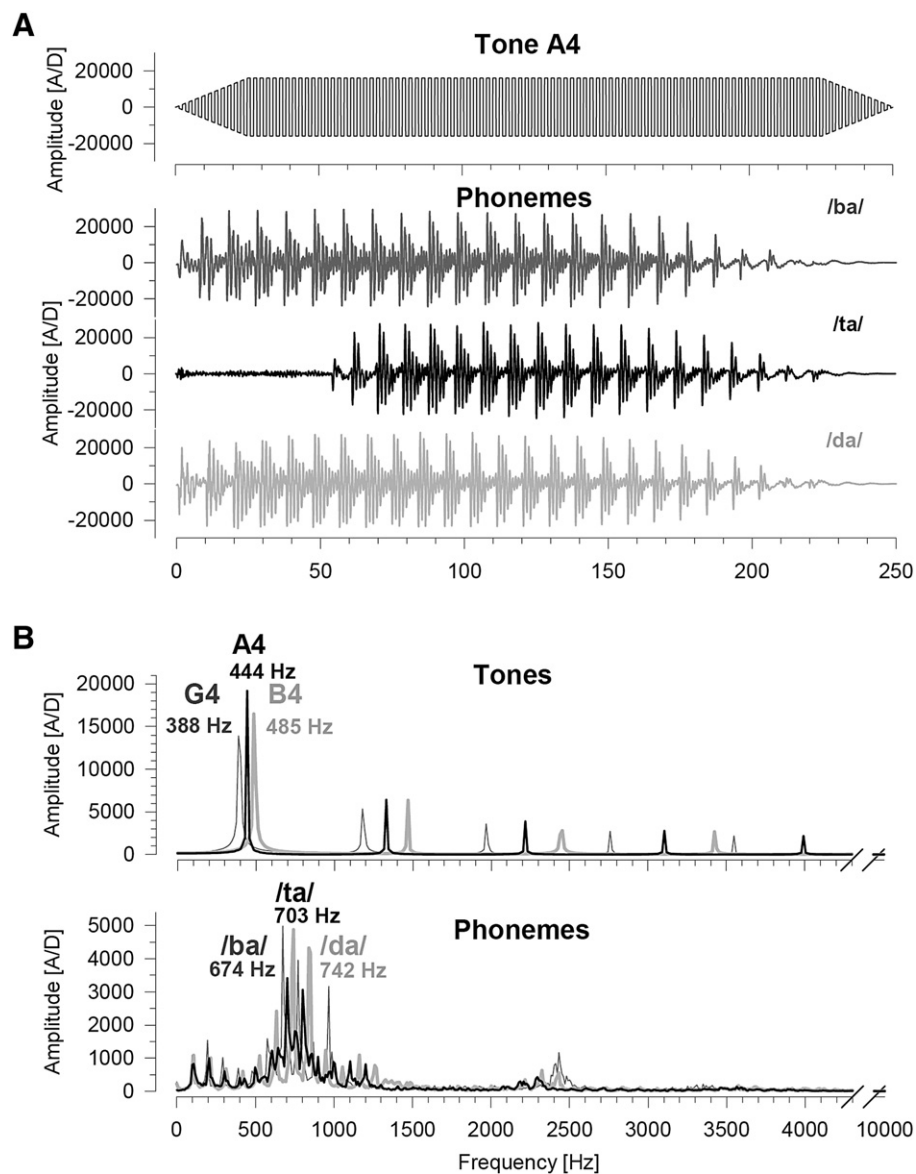 A
Tone A4
Amplitude [A/D]
20000
0
-20000
Phonemes
/ba/
20000
0
-20000
Amplitude [A/D]
/ta/
20000
0
-20000
/da/
20000
0
-20000
0 50 100 150 200 250
B
A4
444 Hz
Tones
G4 B4
388 Hz 485 Hz
Amplitude [A/D]
20000
15000
10000
5000
0
/ta/
703 Hz
Phonemes
/ba/ /da/
674 Hz 742 Hz
Amplitude [A/D]
5000
4000
3000
2000
1000
0
0 500 1000 1500 2000 2500 3000 3500 4000 10000
Frequency [Hz]